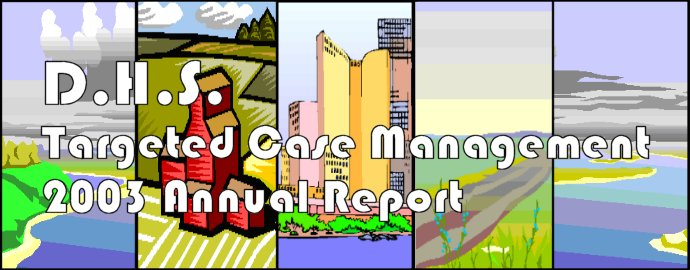 D.H.S.
Targeted Case Management
2003 Annual Report